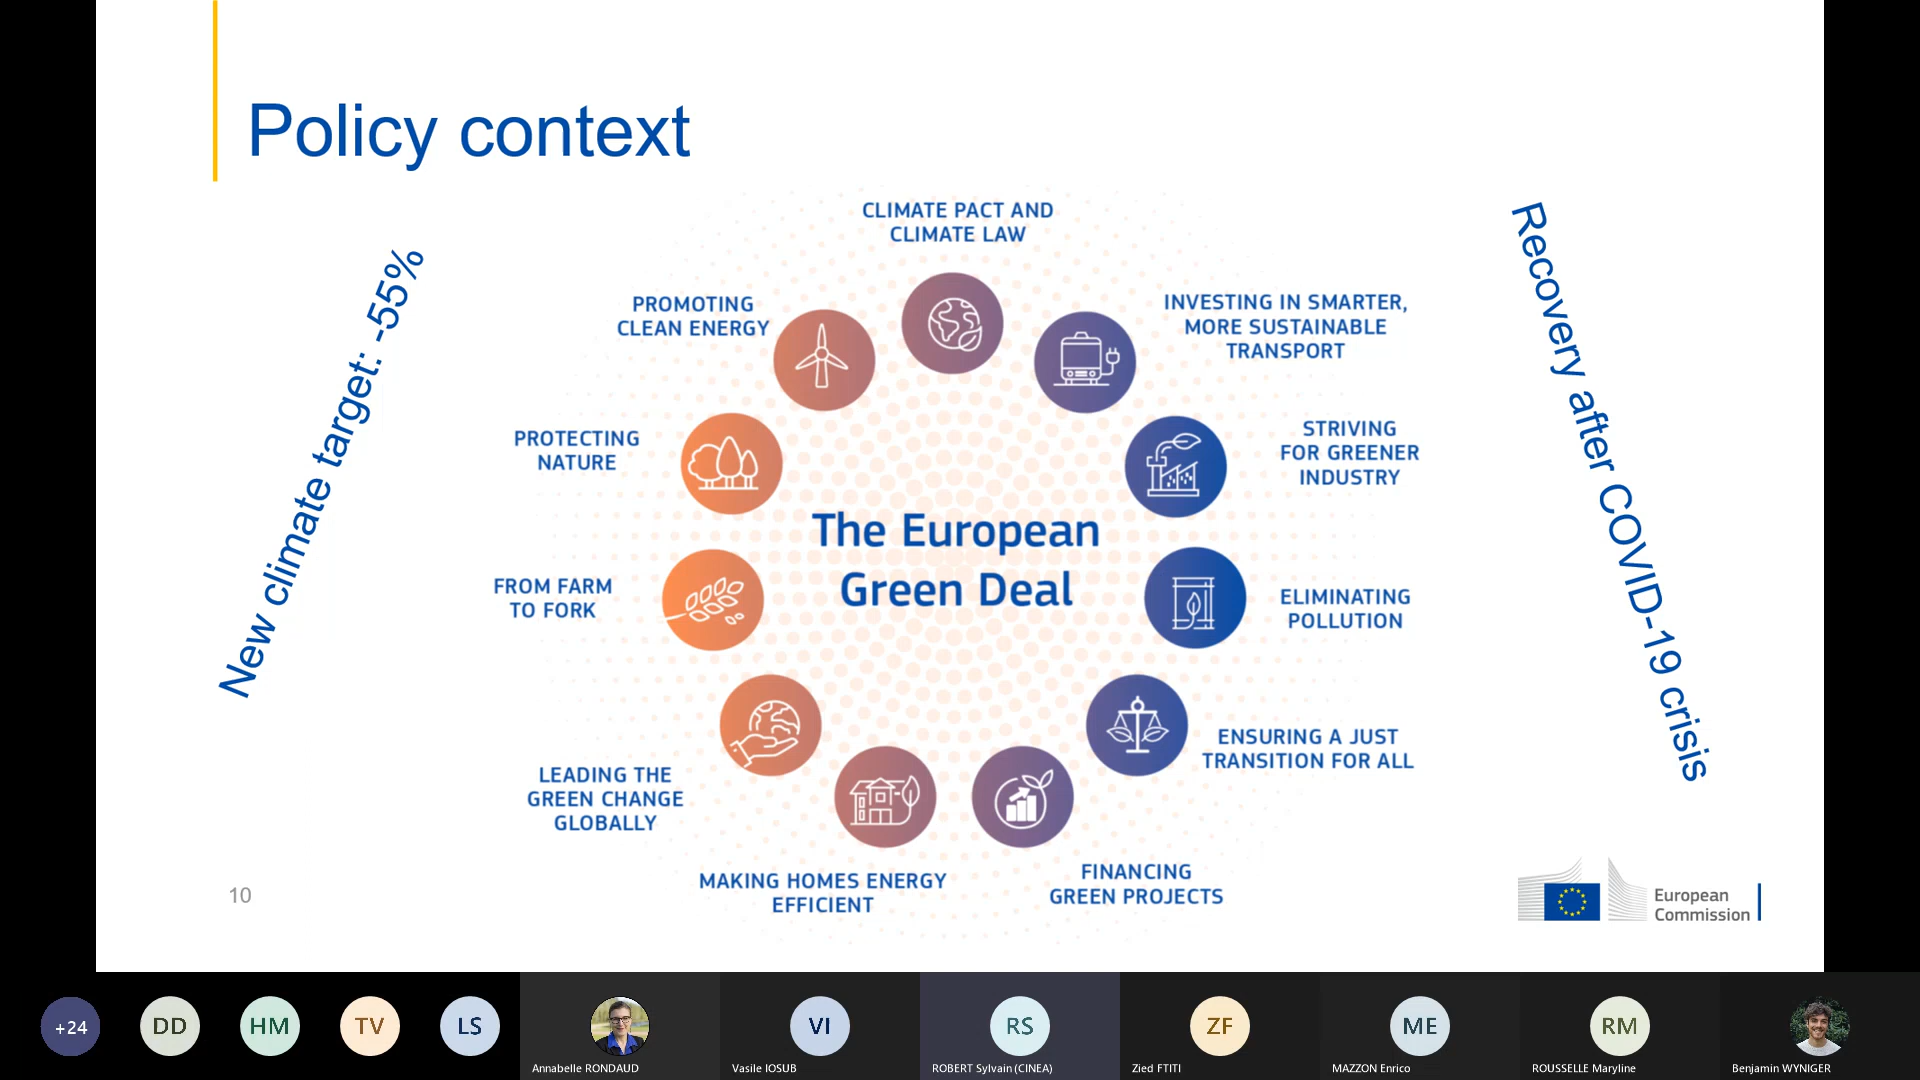 Policy context
New climate target: -55%
Recovery after COVID-19 crisis
CLIMATE PACT AND
CLIMATE LAW
INVESTING IN SMARTER,
MORE SUSTAINABLE
TRANSPORT
STRIVING
FOR GREENER
INDUSTRY
ELIMINATING
POLLUTION
ENSURING A JUST
TRANSITION FOR ALL
FINANCING
GREEN PROJECTS
MAKING HOMES ENERGY
EFFICIENT
LEADING THE
GREEN CHANGE
GLOBALLY
FROM FARM
TO FORK
PROTECTING
NATURE
PROMOTING
CLEAN ENERGY
The European
Green Deal
10
European
Commission
+24
DD
HM
TV
LS
Annabelle RONDAUD
VI
Vasile IOSUB
RS
ROBERT Sylvain (CINEA)
ZF
Zied FTITI
ME
MAZZON Enrico
RM
ROUSSELLE Maryline
Benjamin WYNIGER